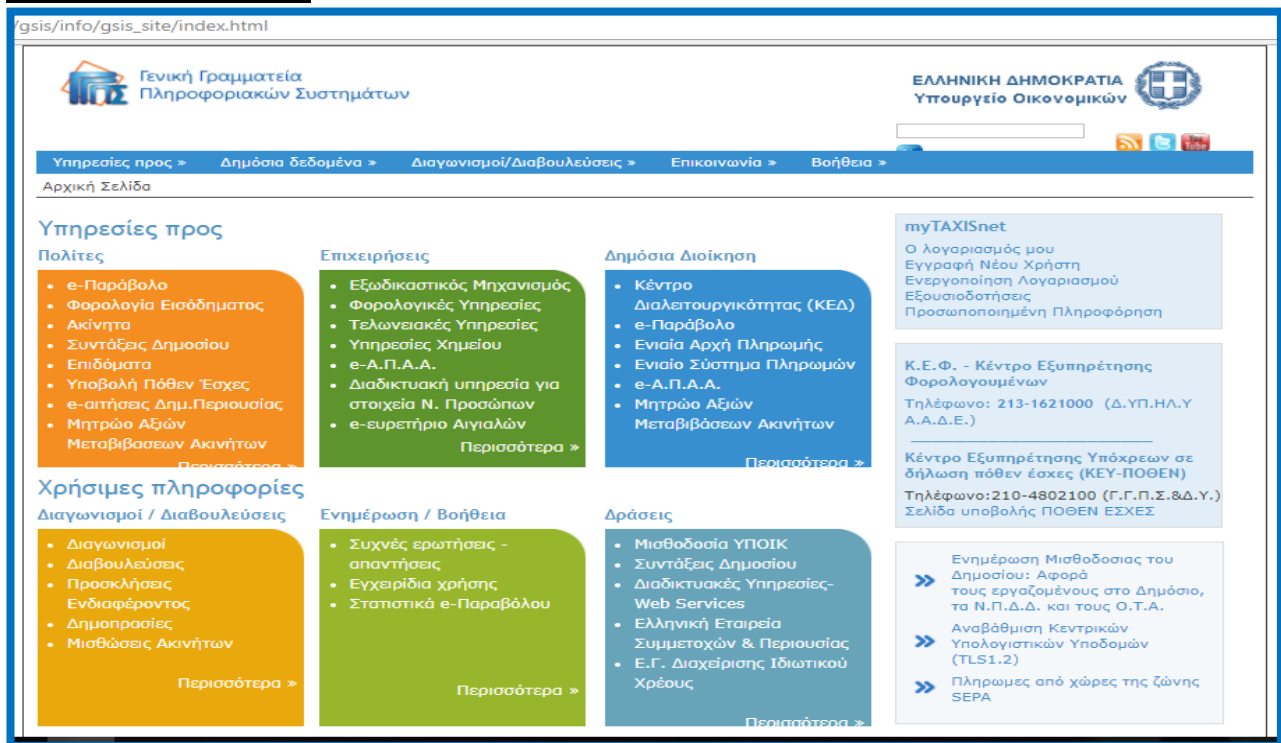 /gsis/info/gsis_site/index.html
Γενική Γραμματεία
Πληροφοριακών Συστημάτων
ΕΛΛΗΝΙΚΗ ΔΗΜΟΚΡΑΤΙΑ
Υπουργείο Οικονομικών
Υπηρεσίες προς » Δημόσια δεδομένα » Διαγωνισμοί/Διαβουλεύσεις » Επικοινωνία » Βοήθεια »
Αρχική Σελίδα
Υπηρεσίες προς
Πολίτες
• e-Παράβολο
• Φορολογία Εισόδηματος
• Ακίνητα
• Συντάξεις Δημοσίου
• Επιδόματα
• Υποβολή Πόθεν Έσχες
• e-αιτήσεις Δημ.Περιουσίας
• Μητρώο Αξιών
Μεταβιβασεων Ακινήτων
Περισσότερα »
Επιχειρήσεις
• Εξωδικαστικός Μηχανισμός
• Φορολογικές Υπηρεσίες
• Τελωνειακές Υπηρεσίες
• Υπηρεσίες Χημείου
• e-Α.Π.Α.Α.
• Διαδικτυακή υπηρεσία για
στοιχεία Ν. Προσώπων
• e-ευρετήριο Αιγιαλών
Περισσότερα »
Δημόσια Διοίκηση
• Κέντρο
Διαλειτουργικότητας (ΚΕΔ)
• e-Παράβολο
• Ενιαία Αρχή Πληρωμής
• Ενιαίο Σύστημα Πληρωμών
• e-Α.Π.Α.Α.
• Μητρώο Αξιών
Μεταβιβάσεων Ακινήτων
Περισσότερα »
Χρήσιμες πληροφορίες
Διαγωνισμοί / Διαβουλεύσεις
• Διαγωνισμοί
• Διαβουλεύσεις
• Προσκλήσεις
Ενδιαφέροντος
• Δημοπρασίες
• Μισθώσεις Ακινήτων
Περισσότερα »
Ενημέρωση / Βοήθεια
• Συχνές ερωτήσεις -
απαντήσεις
• Εγχειρίδια χρήσης
• Στατιστικά e-Παραβόλου
Περισσότερα »
Δράσεις
• Μισθοδοσία ΥΠΟΙΚ
• Συντάξεις Δημοσίου
• Διαδικτυακές Υπηρεσίες-
Web Services
• Ελληνική Εταιρεία
Συμμετοχών & Περιουσίας
• Ε.Γ. Διαχείρισης Ιδιωτικού
Χρέους
Περισσότερα »
myTAXISnet
Ο λογαριασμός μου
Εγγραφή Νέου Χρήστη
Ενεργοποίηση Λογαριασμού
Εξουσιοδοτήσεις
Προσωποποιημένη Πληροφόρηση
Κ.Ε.Φ. - Κέντρο Εξυπηρέτησης
Φορολογουμένων
Τηλέφωνο: 213-1621000 (Δ.ΥΠ.ΗΛ.Υ
Α.Α.Δ.Ε.)
Κέντρο Εξυπηρέτησης Υπόχρεων σε
δήλωση πόθεν έσχες (ΚΕΥ-ΠΟΘΕΝ)
Τηλέφωνο:210-4802100 (Γ.Γ.Π.Σ.&Δ.Υ.)
Σελίδα υποβολής ΠΟΘΕΝ ΕΣΧΕΣ
Ενημέρωση Μισθοδοσιας του
Δημοσίου: Αφορά
τους εργαζομένους στο Δημόσιο,
τα Ν.Π.Δ.Δ. και τους Ο.Τ.Α.
Αναβάθμιση Κεντρικών
Υπολογιστικών Υποδομών
(TLS1.2)
Πληρωμες από χώρες της ζώνης
SEPA